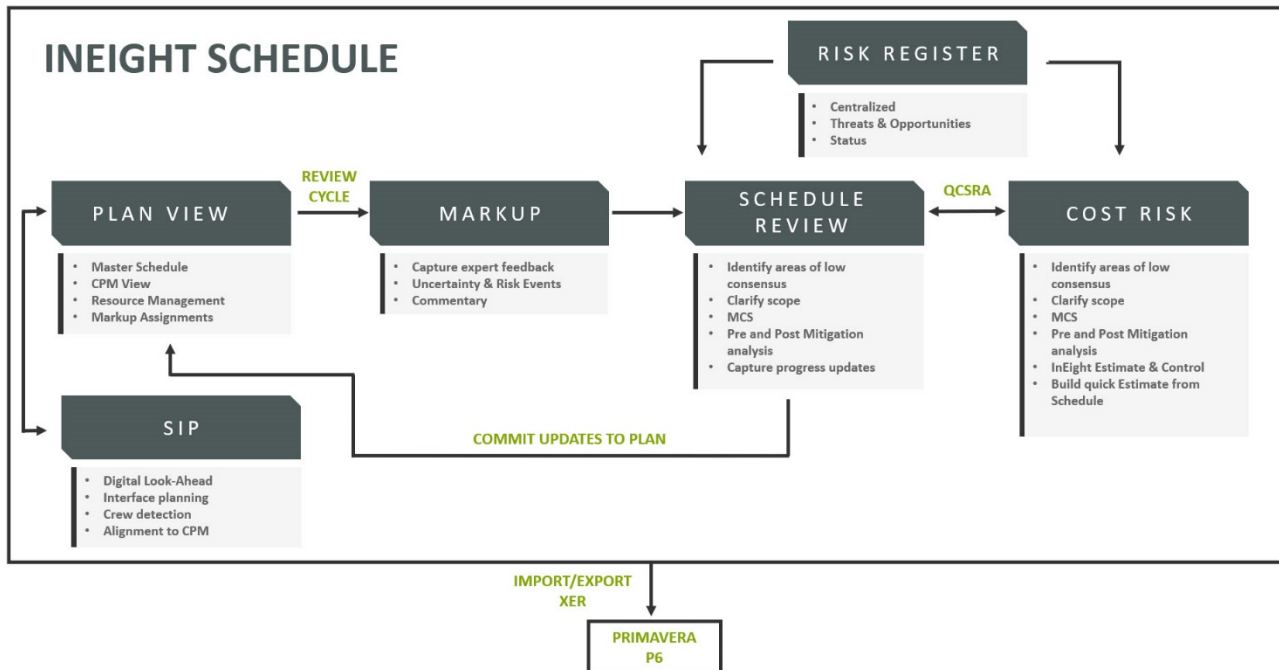 INEIGHT SCHEDULE
RISK REGISTER
• Centralized
• Threats & Opportunities
• Status
PLAN VIEW
• Master Schedule
• CPM View
• Resource Management
• Markup Assignments
REVIEW
CYCLE
MARKUP
• Capture expert feedback
• Uncertainty & Risk Events
• Commentary
SCHEDULE
REVIEW
• Identify areas of low
consensus
• Clarify scope
• MCS
• Pre and Post Mitigation
analysis
• Capture progress updates
QCSRA
COST RISK
• Identify areas of low
consensus
• Clarify scope
• MCS
• Pre and Post Mitigation
analysis
• InEight Estimate & Control
• Build quick Estimate from
Schedule
SIP
• Digital Look-Ahead
• Interface planning
• Crew detection
• Alignment to CPM
COMMIT UPDATES TO PLAN
IMPORT/EXPORT
XER
PRIMAVERA
P6